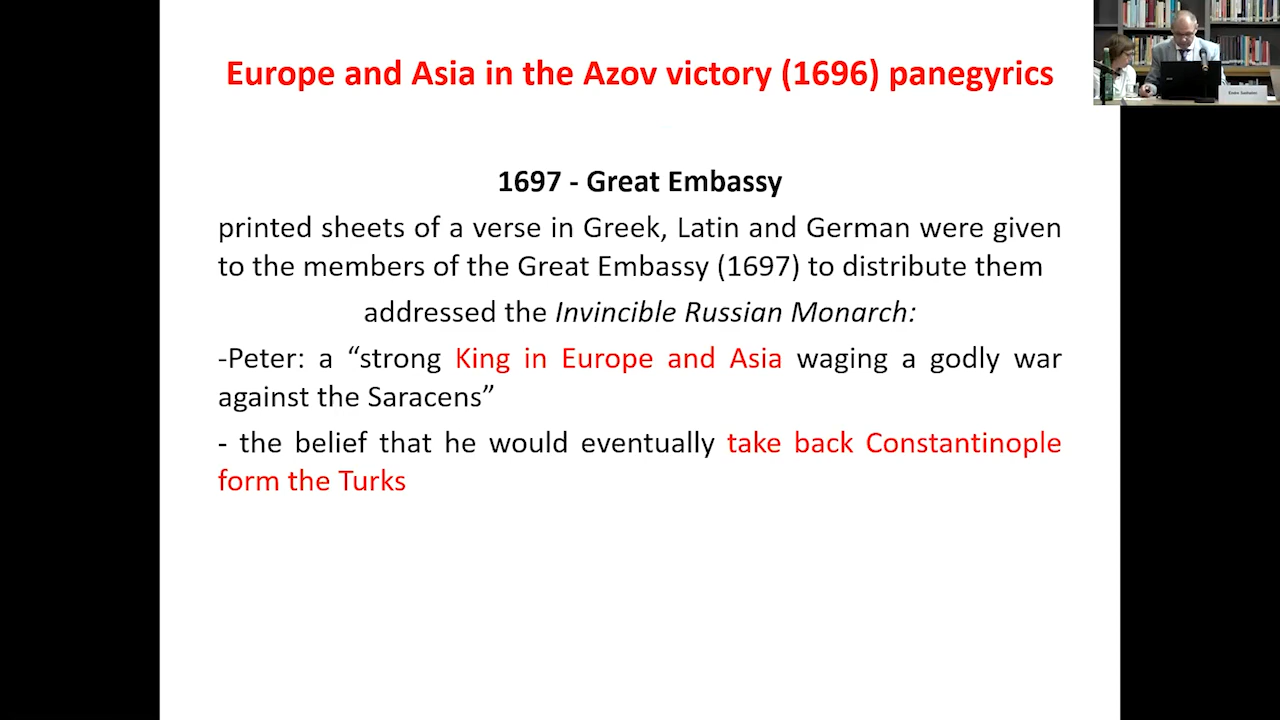 Europe and Asia in the Azov victory (1696) panegyrics
1697 - Great Embassy
printed sheets of a verse in Greek, Latin and German were given
to the members of the Great Embassy (1697) to distribute them
addressed the Invincible Russian Monarch:
-Peter: a “strong King in Europe and Asia waging a godly war
against the Saracens”
- the belief that he would eventually take back Constantinople
form the Turks